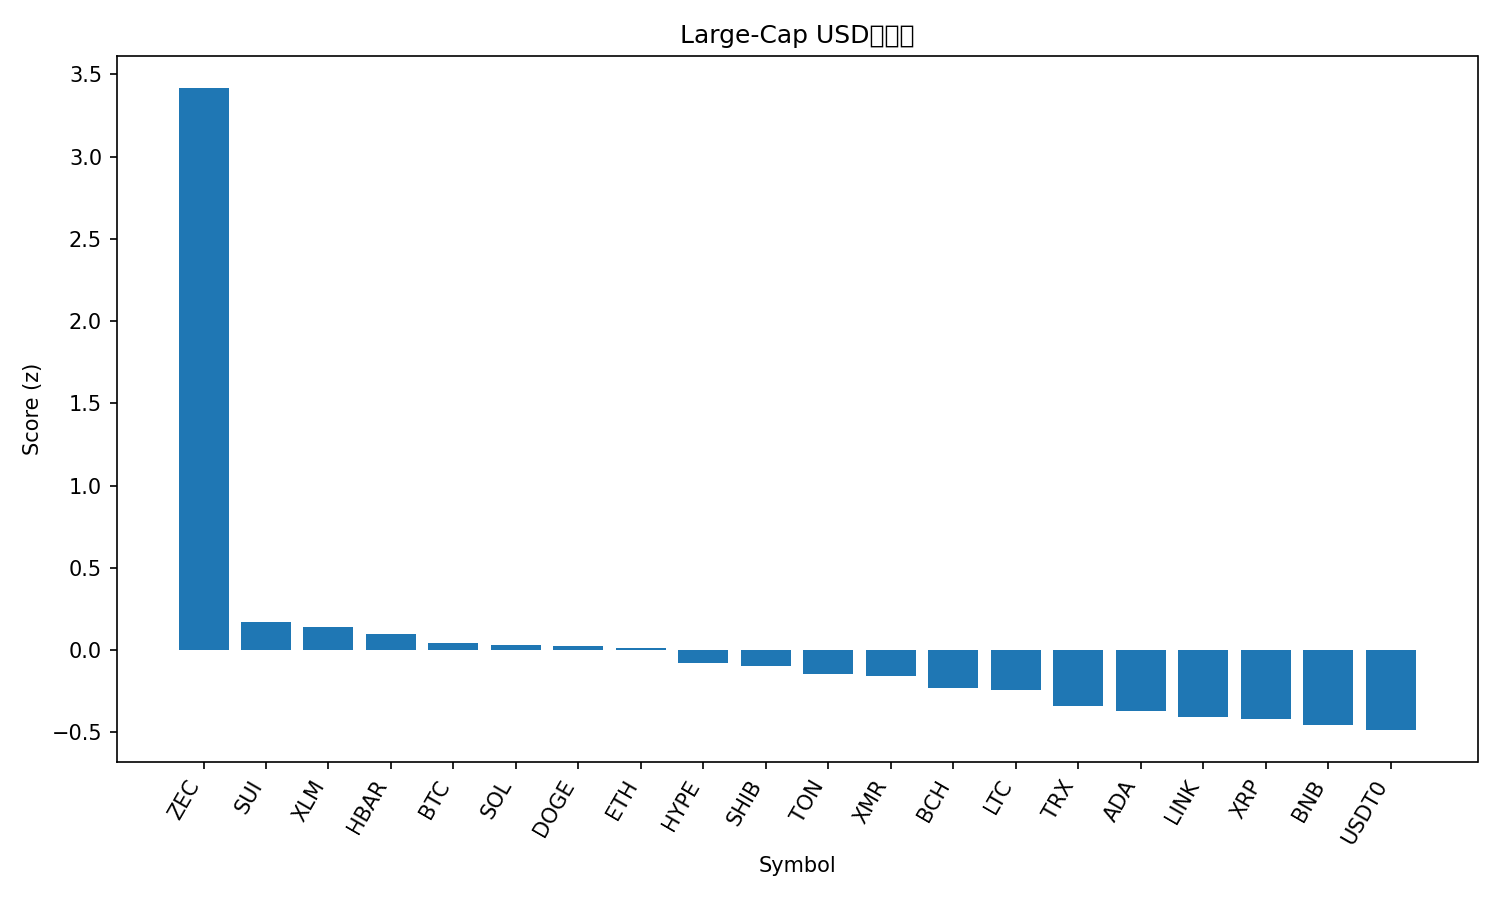 Large-Cap USD
3.5
3.0
2.5
2.0
1.5
1.0
0.5
0.0
−0.5
Score (z)
ZEC
SUI
XLM
HBAR
BTC
SOL
DOGE
ETH
HYPE
SHIB
TON
XMR
BCH
LTC
TRX
ADA
LINK
XRP
BNB
USDT0
Symbol